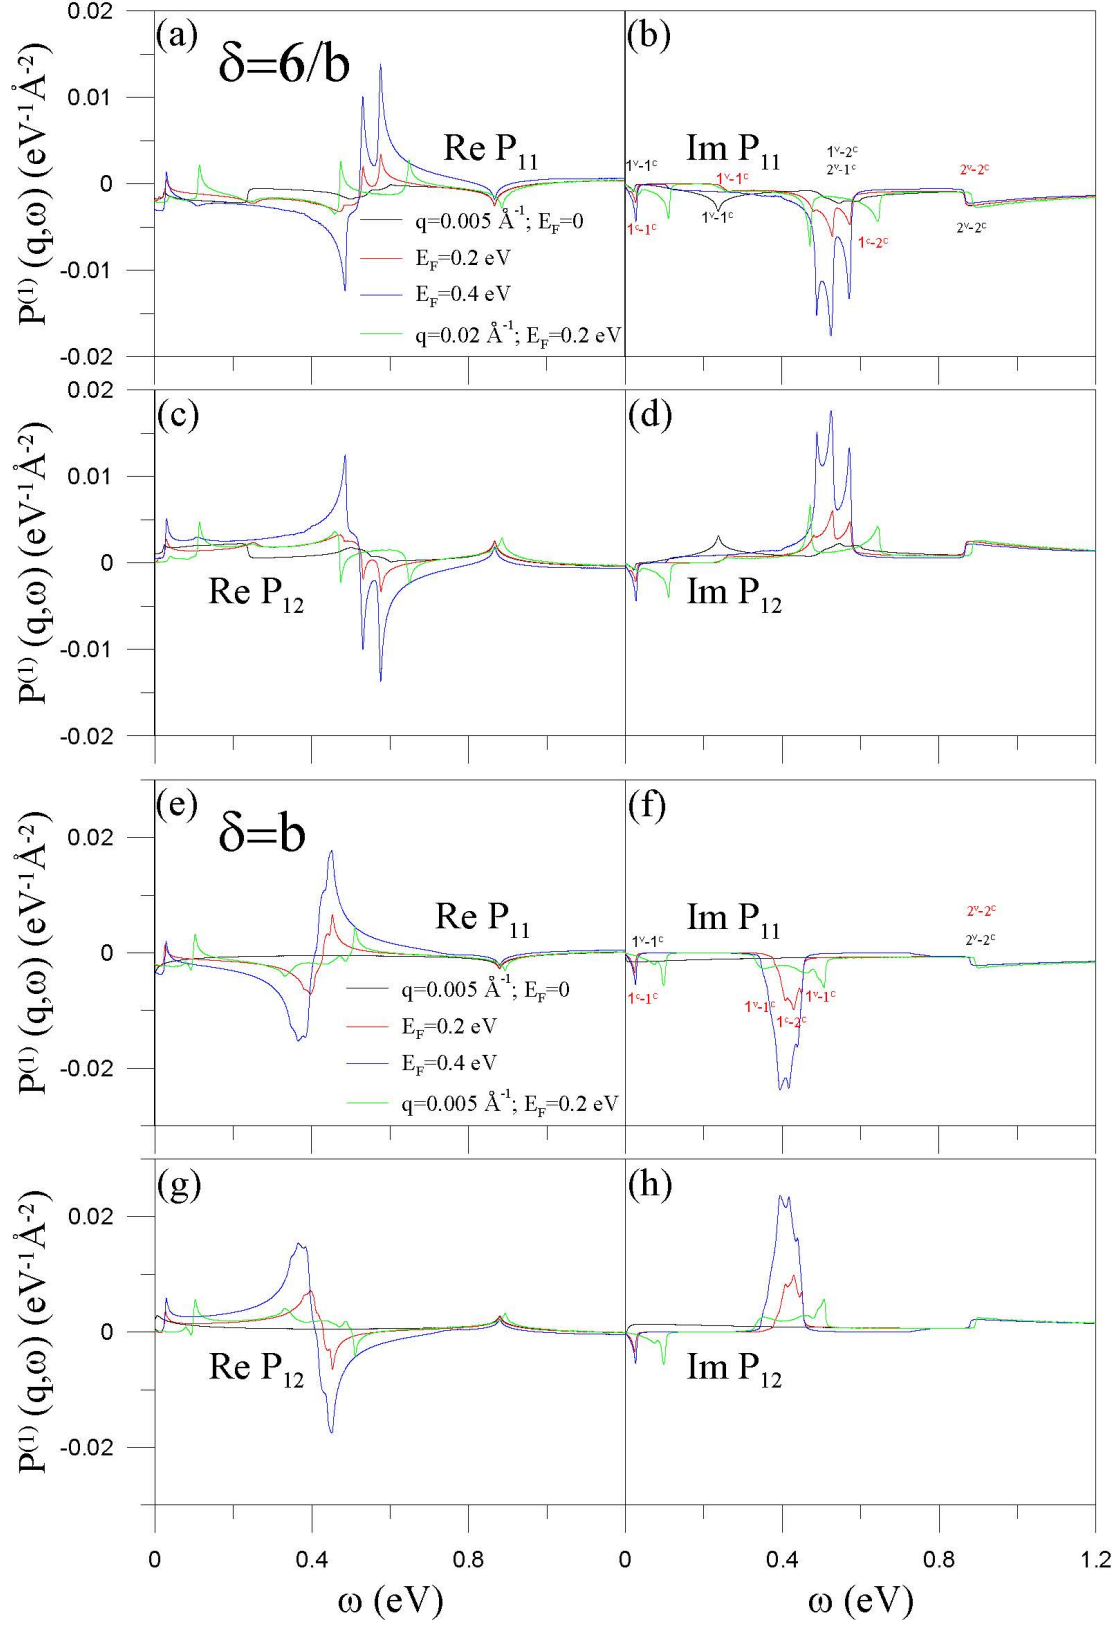 0.02
(a)
δ=6/b
0.01
Re P11
0
q=0.005 Å-1; EF=0
EF=0.2 eV
EF=0.4 eV
q=0.02 Å-1; EF=0.2 eV
-0.01
-0.02
P(1) (q,ω) (eV-1Å-2)
(b)
Im P11
1v-1c
1v-1c
1v-1c
1c-1c
1v-2c
2v-1c
1c-2c
2v-2c
2v-2c
0.02
(c)
0.01
0
Re P12
-0.01
-0.02
P(1) (q,ω) (eV-1Å-2)
(d)
Im P12
(e)
δ=b
0.02
Re P11
0
q=0.005 Å-1; EF=0
EF=0.2 eV
EF=0.4 eV
q=0.005 Å-1; EF=0.2 eV
-0.02
P(1) (q,ω) (eV-1Å-2)
(f)
Im P11
1v-1c
1c-1c
1v-1c
1c-2c
1v-1c
2v-2c
2v-2c
(g)
0.02
0
Re P12
-0.02
P(1) (q,ω) (eV-1Å-2)
(h)
Im P12
0 0.4 0.8 0 0.4 0.8 1.2
ω (eV) ω (eV)